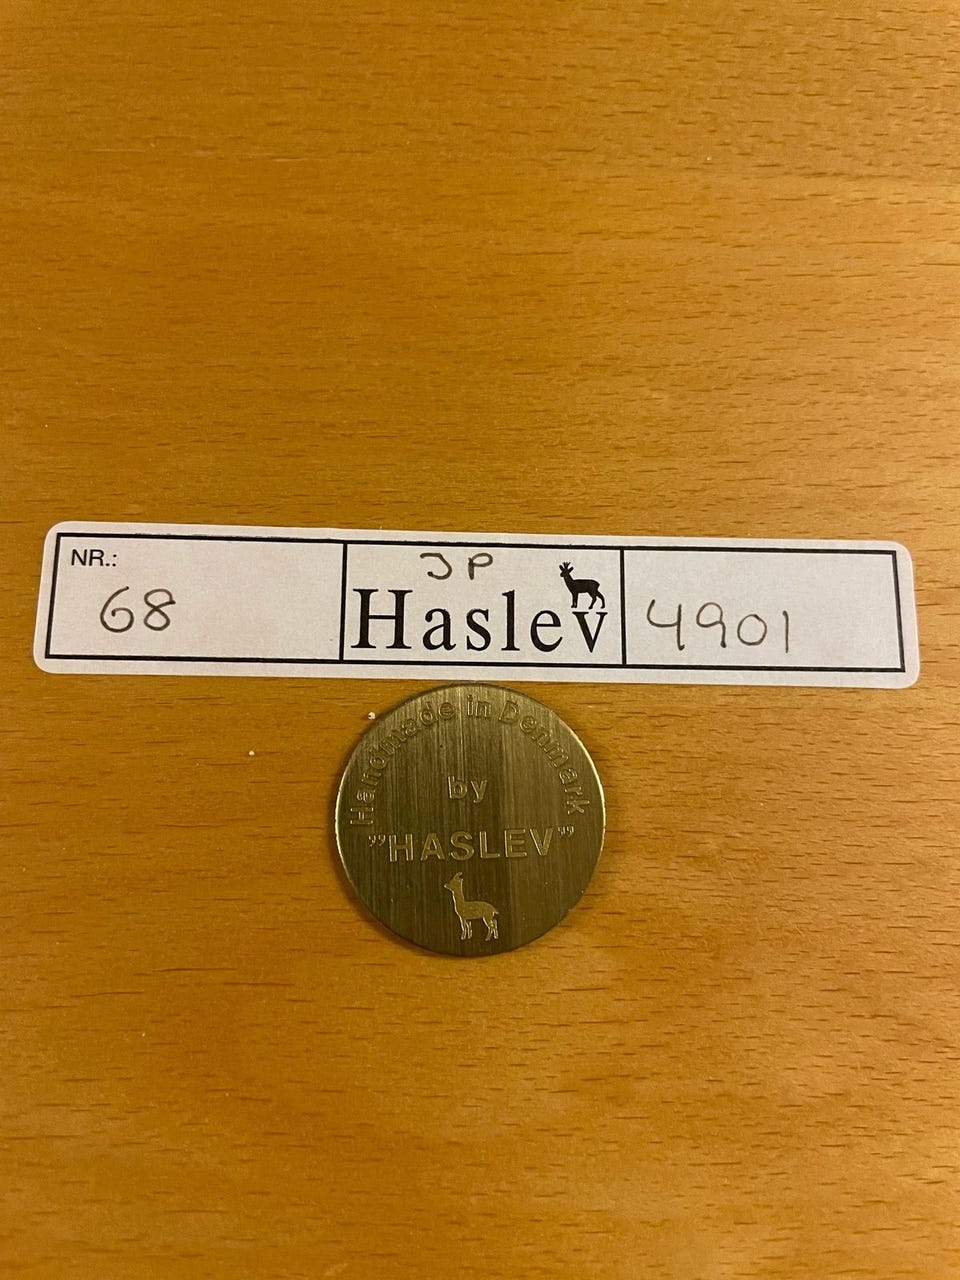 NR.:
68
JP
Haslev
4901
Handmade in Denmark
by
"HASLEV"